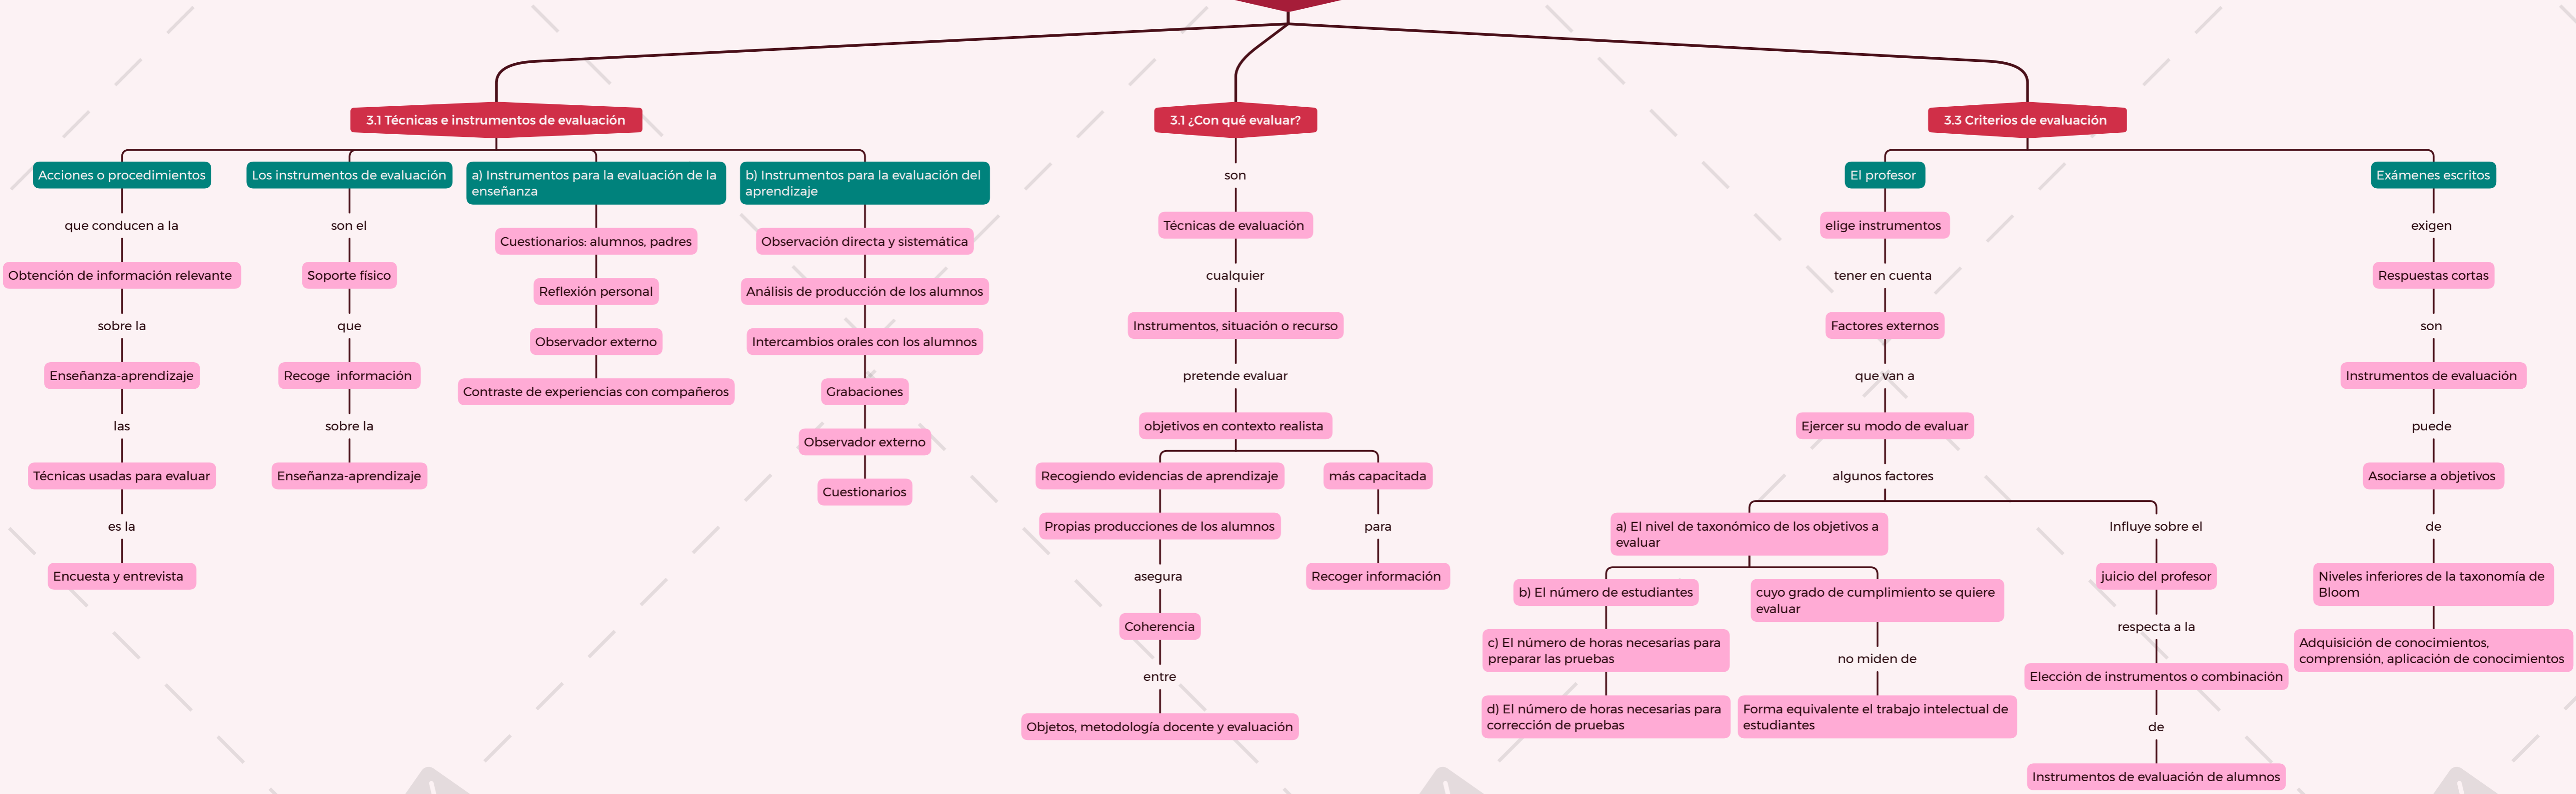 3.1 Técnicas e instrumentos de evaluación
Acciones o procedimientos
que conducen a la
Obtención de información relevante
sobre la
Enseñanza-aprendizaje
las
Técnicas usadas para evaluar
es la
Encuesta y entrevista
Los instrumentos de evaluación
son el
Soporte físico
que
Recoge información
sobre la
Enseñanza-aprendizaje
a) Instrumentos para la evaluación de la
enseñanza
Cuestionarios: alumnos, padres
Reflexión personal
Observador externo
Contraste de experiencias con compañeros
b) Instrumentos para la evaluación del
aprendizaje
Observación directa y sistemática
Análisis de producción de los alumnos
Intercambios orales con los alumnos
Grabaciones
Observador externo
Cuestionarios
3.1 ¿Con qué evaluar?
son
Técnicas de evaluación
cualquier
Instrumentos, situación o recurso
pretende evaluar
objetivos en contexto realista
Recogiendo evidencias de aprendizaje
Propias producciones de los alumnos
asegura
Coherencia
entre
Objetos, metodología docente y evaluación
más capacitada
para
Recoger información
3.3 Criterios de evaluación
El profesor
elige instrumentos
tener en cuenta
Factores externos
que van a
Ejercer su modo de evaluar
algunos factores
a) El nivel de taxonómico de los objetivos a
evaluar
b) El número de estudiantes
c) El número de horas necesarias para
preparar las pruebas
d) El número de horas necesarias para
corrección de pruebas
cuyo grado de cumplimiento se quiere
evaluar
no miden de
Forma equivalente el trabajo intelectual de
estudiantes
Influye sobre el
juicio del profesor
respecta a la
Elección de instrumentos o combinación
de
Instrumentos de evaluación de alumnos
Exámenes escritos
exigen
Respuestas cortas
son
Instrumentos de evaluación
puede
Asociarse a objetivos
de
Niveles inferiores de la taxonomía de
Bloom
Adquisición de conocimientos,
comprensión, aplicación de conocimientos